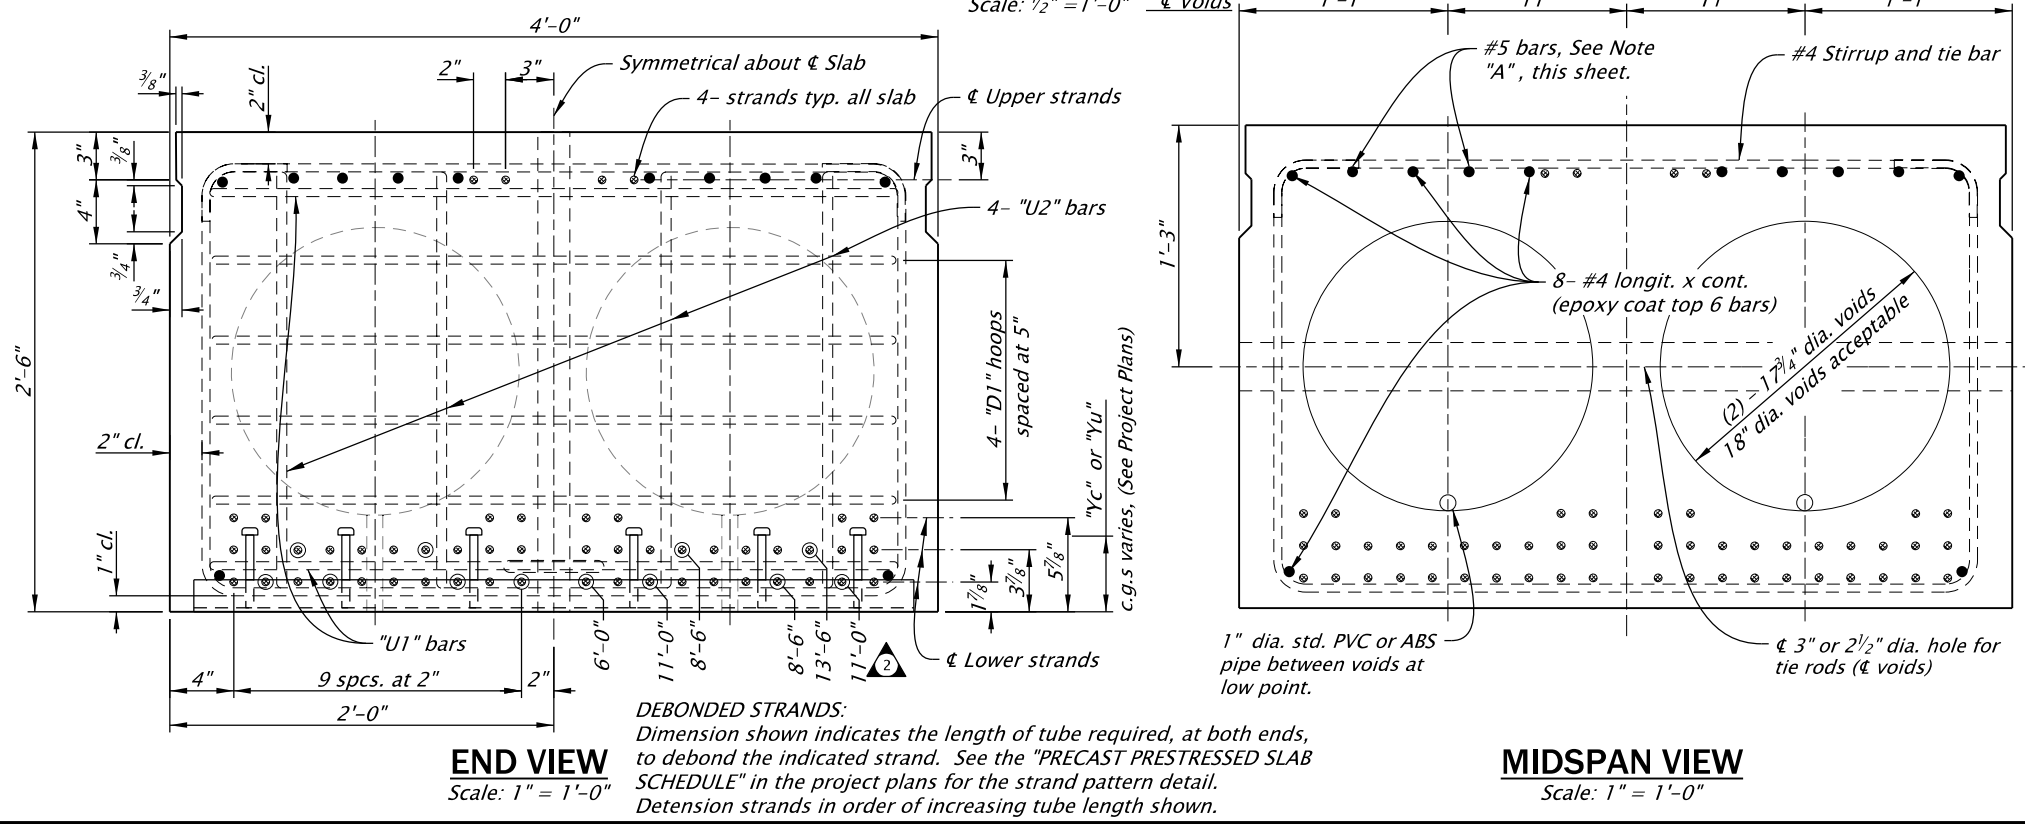 Scale: 1/2" =1'-0"
℄ Voids
4'-0"
3/8"
2" cl.
2"
3"
Symmetrical about ℄ Slab
4- strands typ. all slab
℄ Upper strands
3"
3/8"
4"
3/4"
3/4"
3"
2'-6"
2" cl.
1" cl.
4- "U2" bars
4- "D1" hoops
spaced at 5"
"Yc" or "Yu"
c.g.s varies, (See Project Plans)
1 7/8"
3 7/8"
5 7/8"
"U1" bars
6'-0"
11'-0"
8'-6"
8'-6"
13'-6"
11'-0"
2
℄ Lower strands
4"
9 spcs. at 2"
2"
2'-0"
END VIEW
Scale: 1" = 1'-0"
DEBONDED STRANDS:
Dimension shown indicates the length of tube required, at both ends,
to debond the indicated strand. See the "PRECAST PRESTRESSED SLAB
SCHEDULE" in the project plans for the strand pattern detail.
Detension strands in order of increasing tube length shown.
#5 bars, See Note
"A" , this sheet.
#4 Stirrup and tie bar
1'-3"
8- #4 longit. x cont.
(epoxy coat top 6 bars)
(2) - 17 3/4" dia. voids
18" dia. voids acceptable
1" dia. std. PVC or ABS
pipe between voids at
low point.
℄ 3" or 2 1/2" dia. hole for
tie rods (℄ voids)
MIDSPAN VIEW
Scale: 1" = 1'-0"